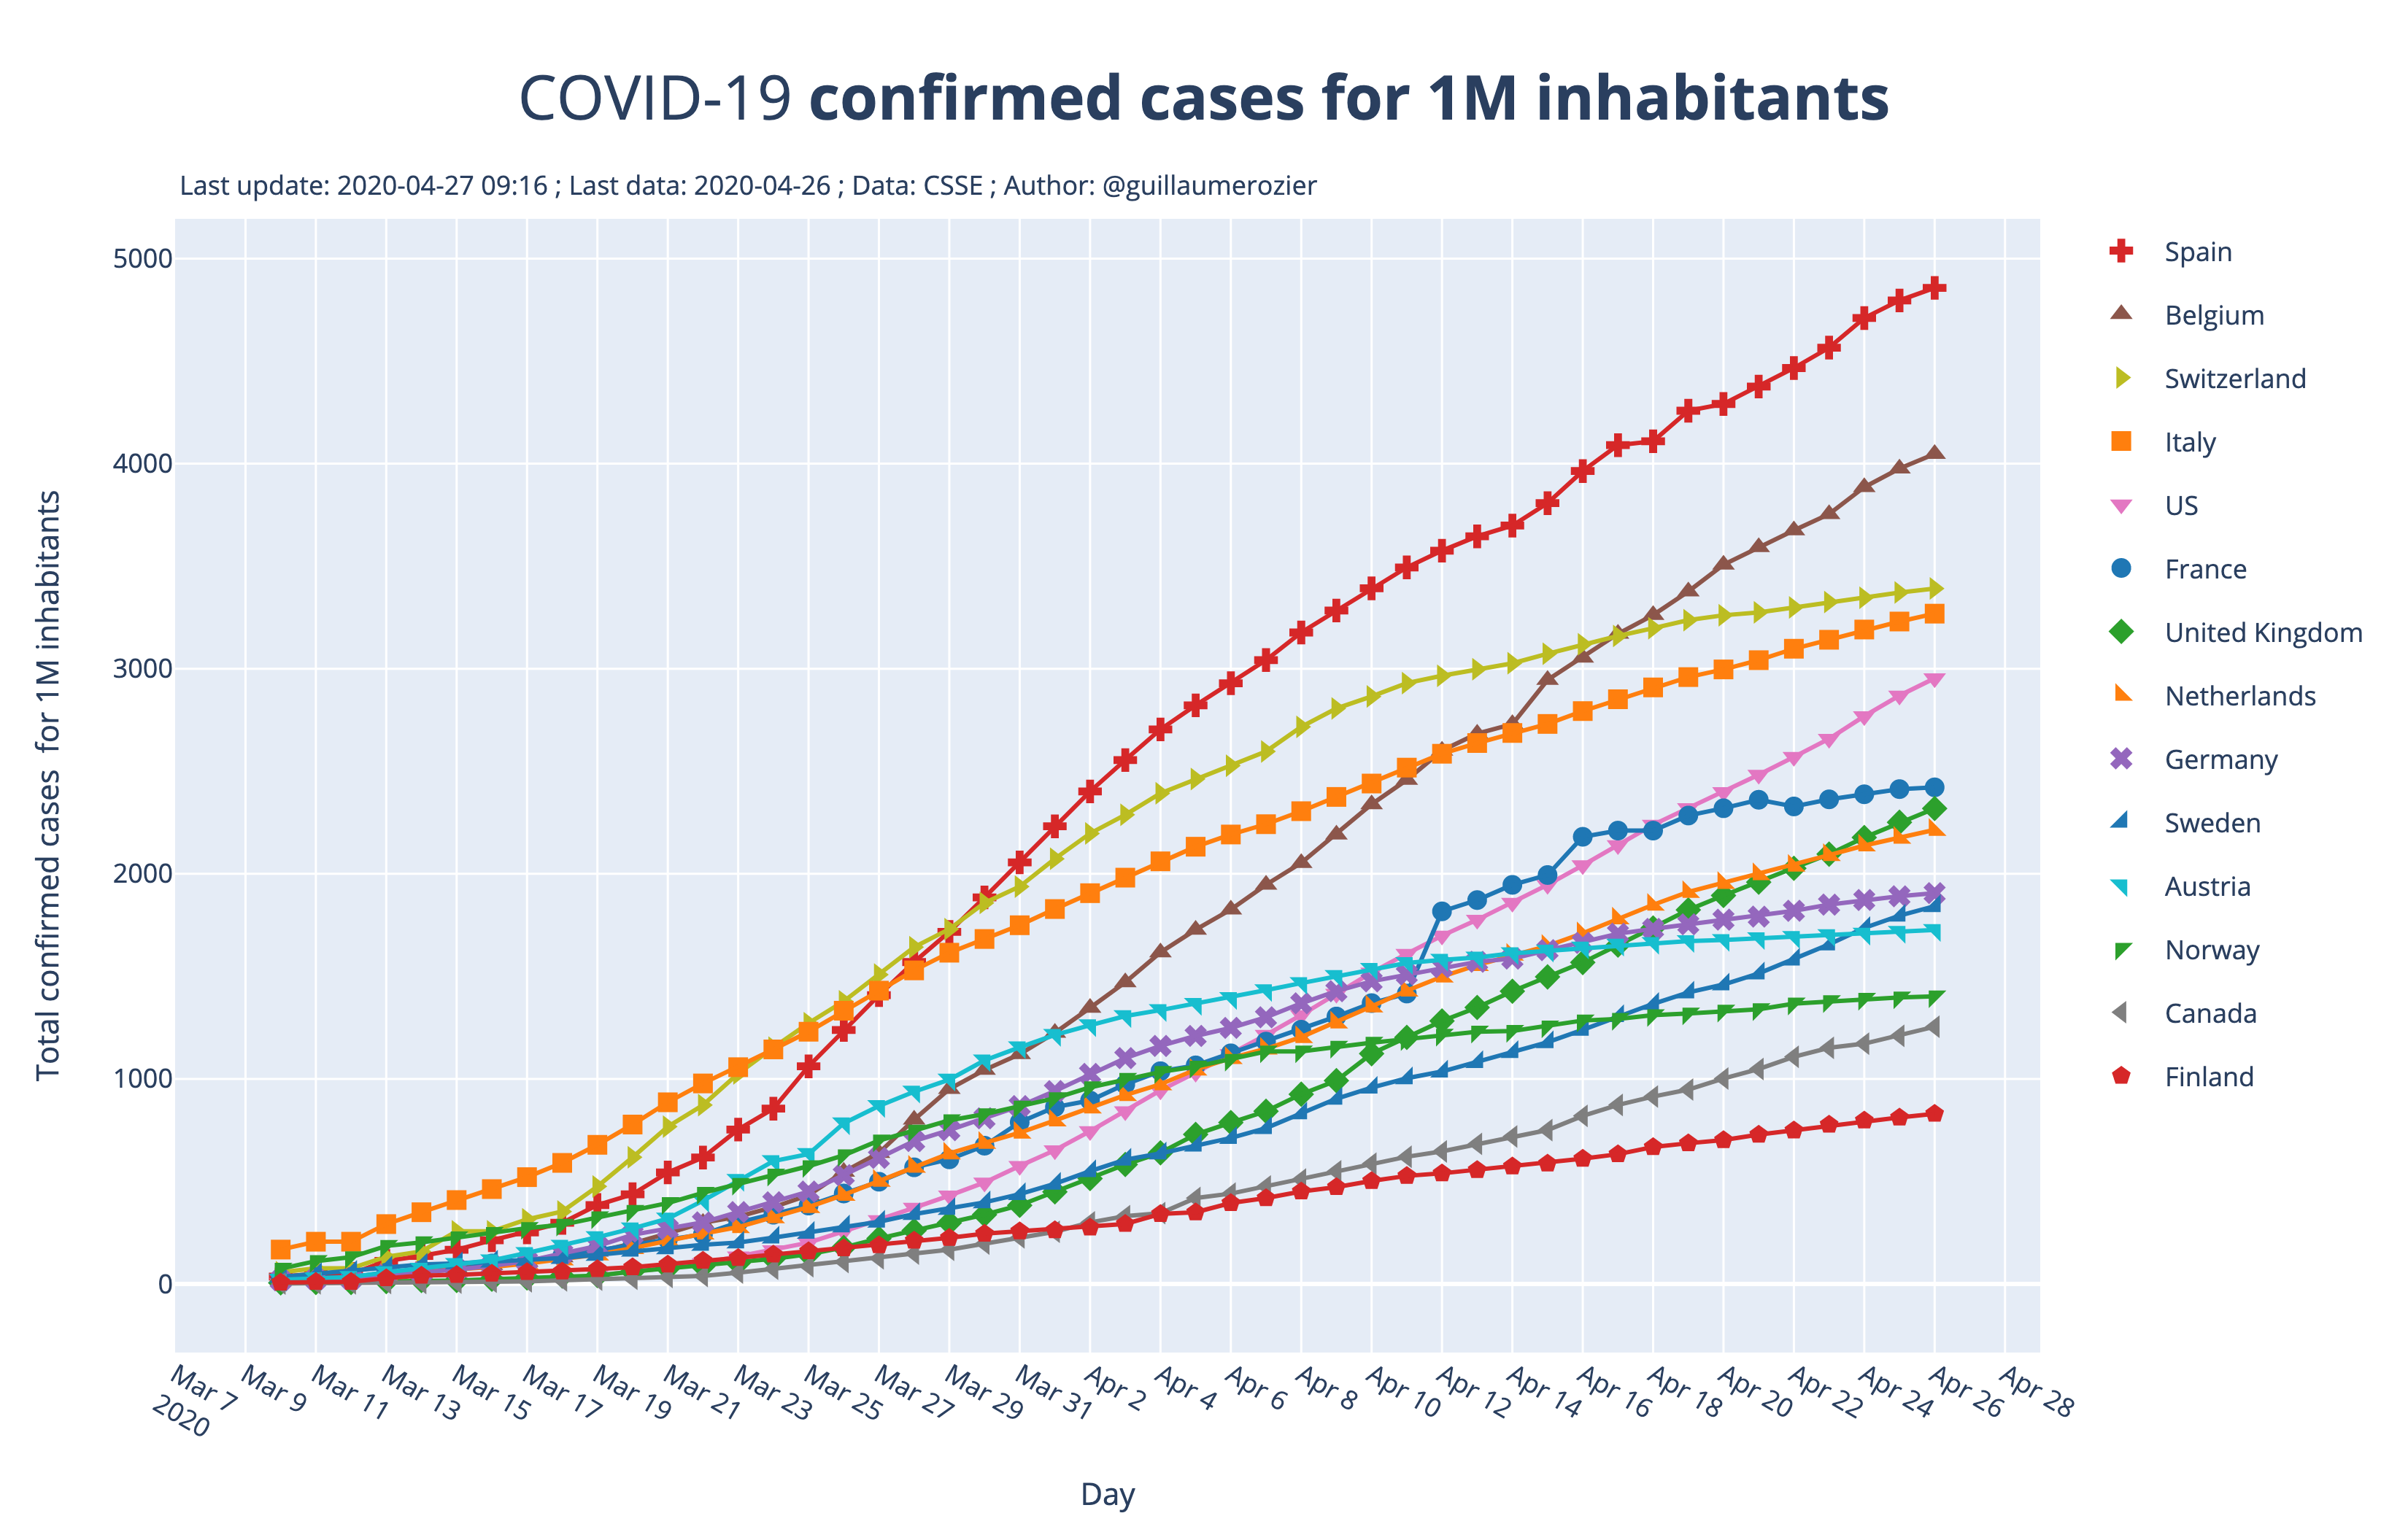 COVID-19 confirmed cases for 1M inhabitants
Last update: 2020-04-27 09:16 ; Last data: 2020-04-26 ; Data: CSSE ; Author: @guillaumerozier
Total confirmed cases for 1M inhabitants
5000
4000
3000
2000
1000
0
Mar 7
2020
Mar 9
Mar 11
Mar 13
Mar 15
Mar 17
Mar 19
Mar 21
Mar 23
Mar 25
Mar 27
Mar 29
Mar 31
Apr 2
Apr 4
Apr 6
Apr 8
Apr 10
Apr 12
Apr 14
Apr 16
Apr 18
Apr 20
Apr 22
Apr 24
Apr 26
Apr 28
Day
Spain
Belgium
Switzerland
Italy
US
France
United Kingdom
Netherlands
Germany
Sweden
Austria
Norway
Canada
Finland